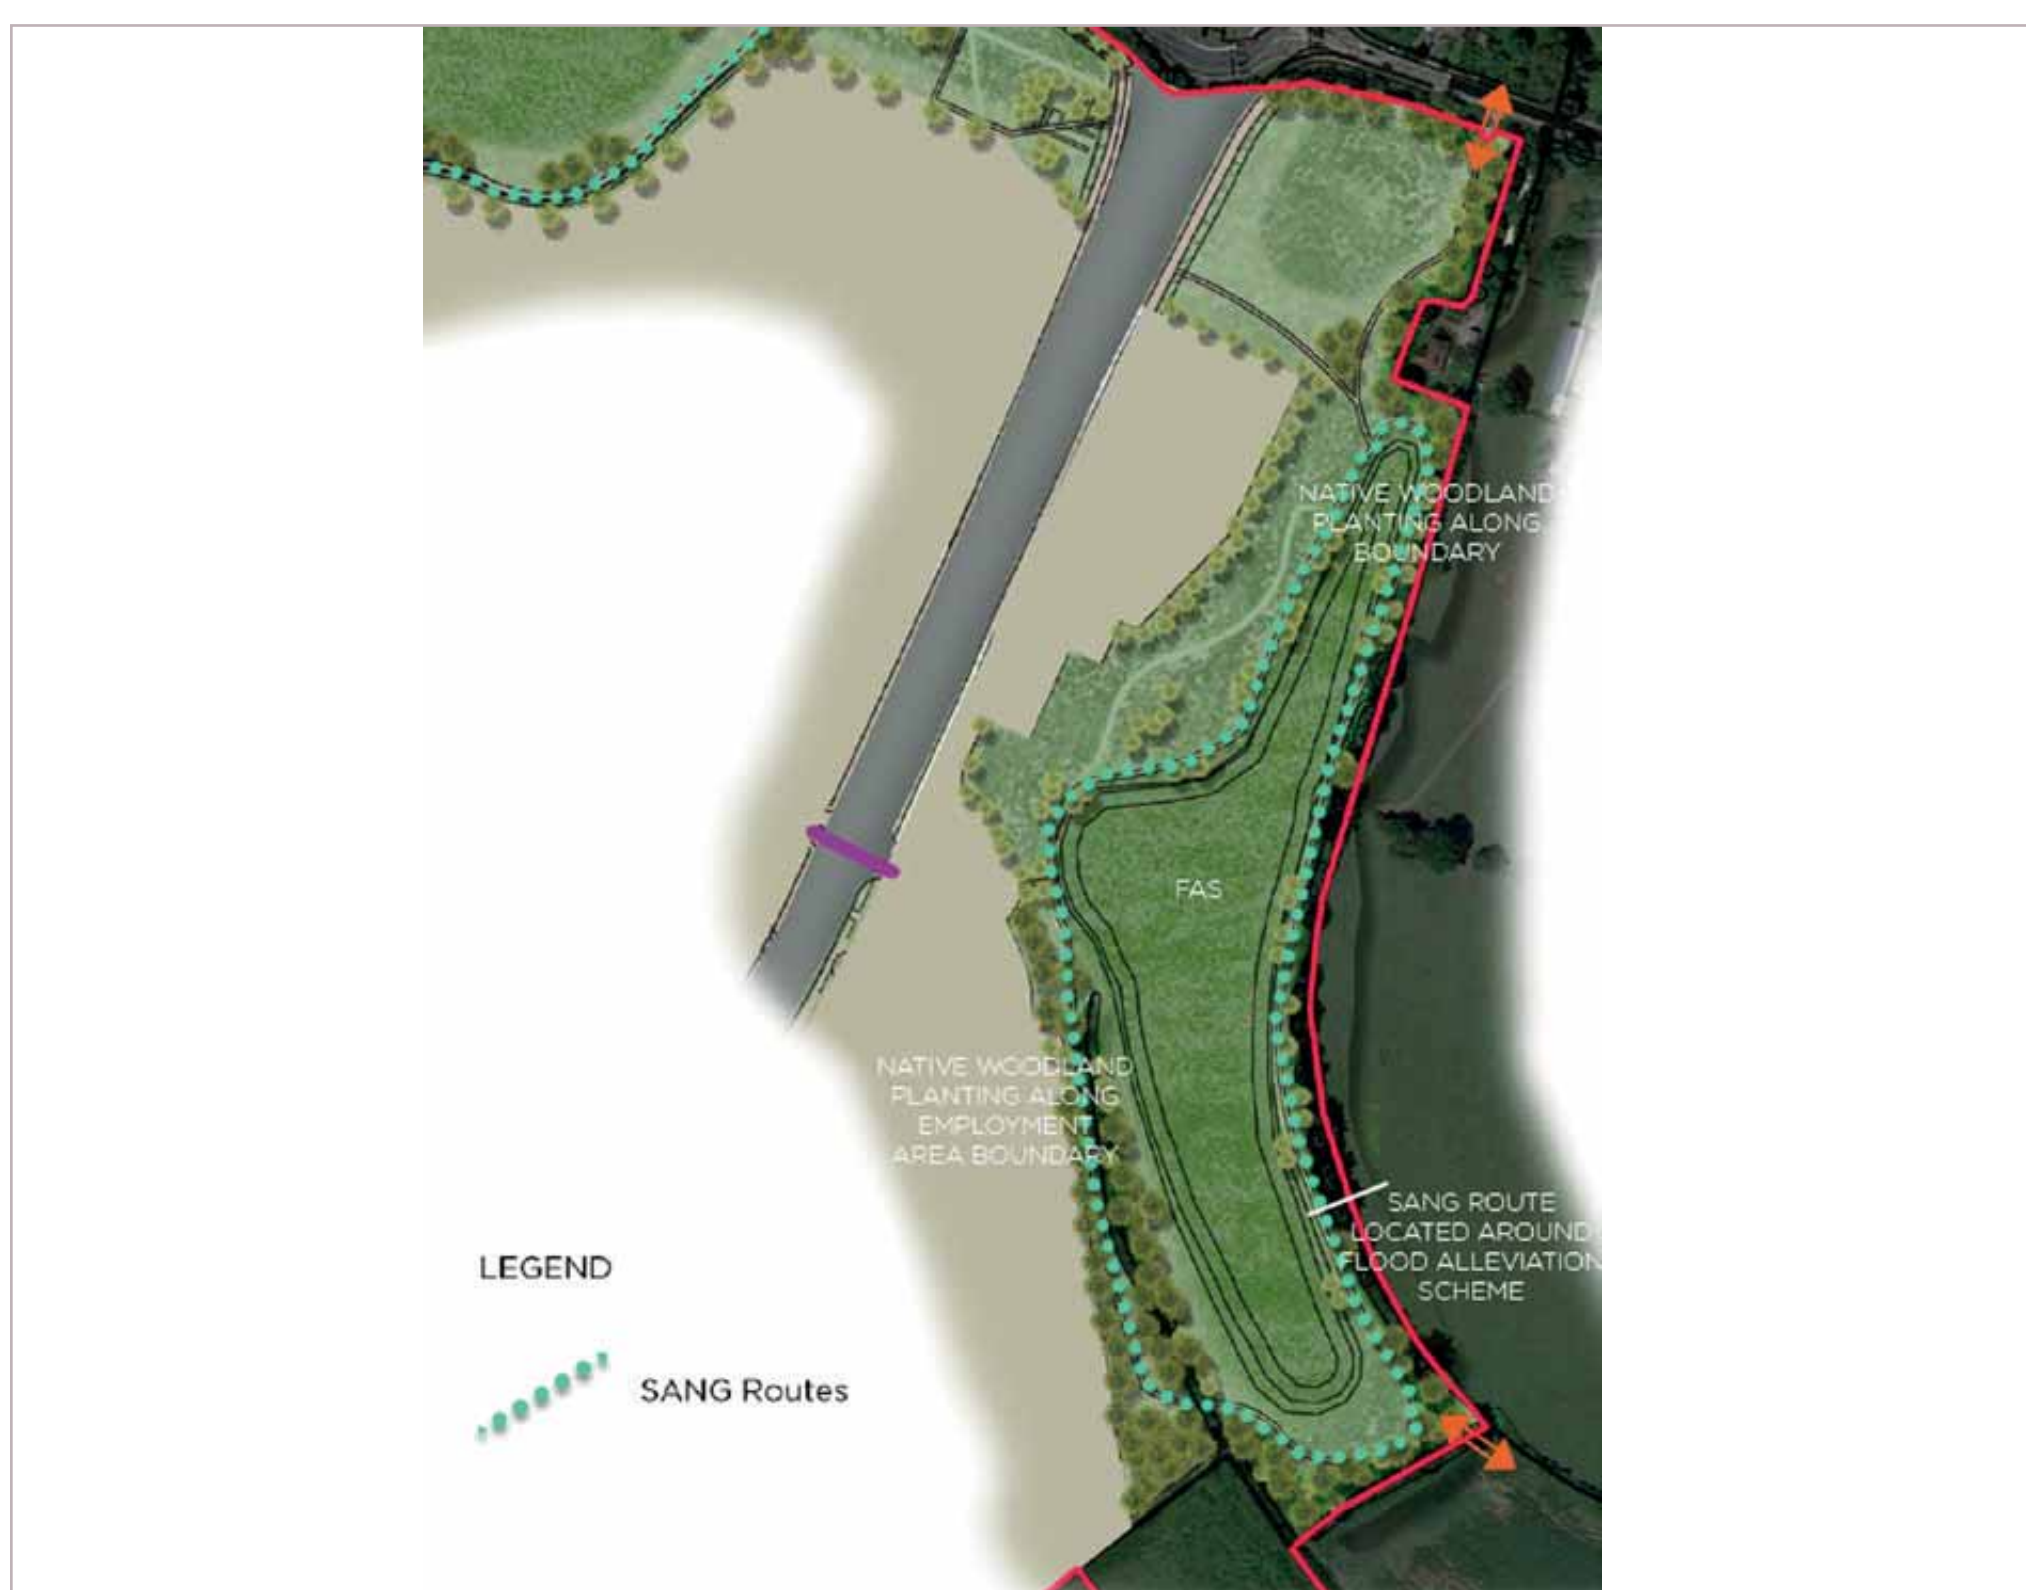 NATIVE WOODLAND
PLANTING ALONG
BOUNDARY
FAS
NATIVE WOODLAND
PLANTING ALONG
EMPLOYMENT
AREA BOUNDARY
SANG ROUTE
LOCATED AROUND
FLOOD ALLEVIATION
SCHEME
LEGEND
SANG Routes